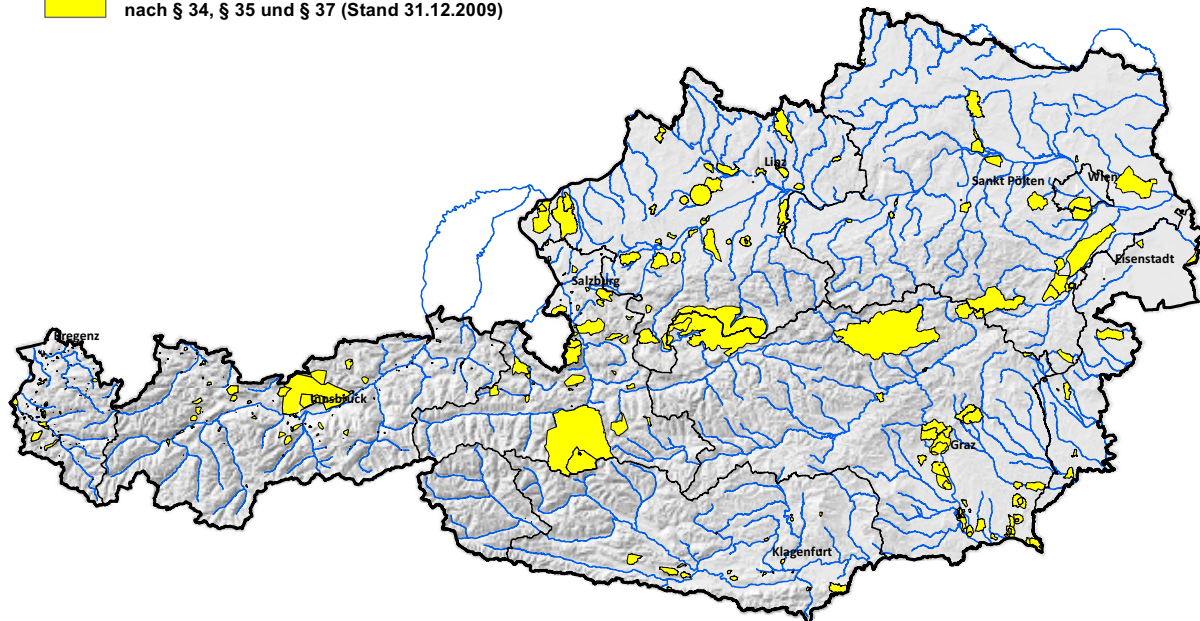 nach § 34, § 35 und § 37 (Stand 31.12.2009)
Linz
Sankt Pölten
Wien
Eisenstadt
Salzburg
Bregenz
Innsbruck
Graz
Klagenfurt